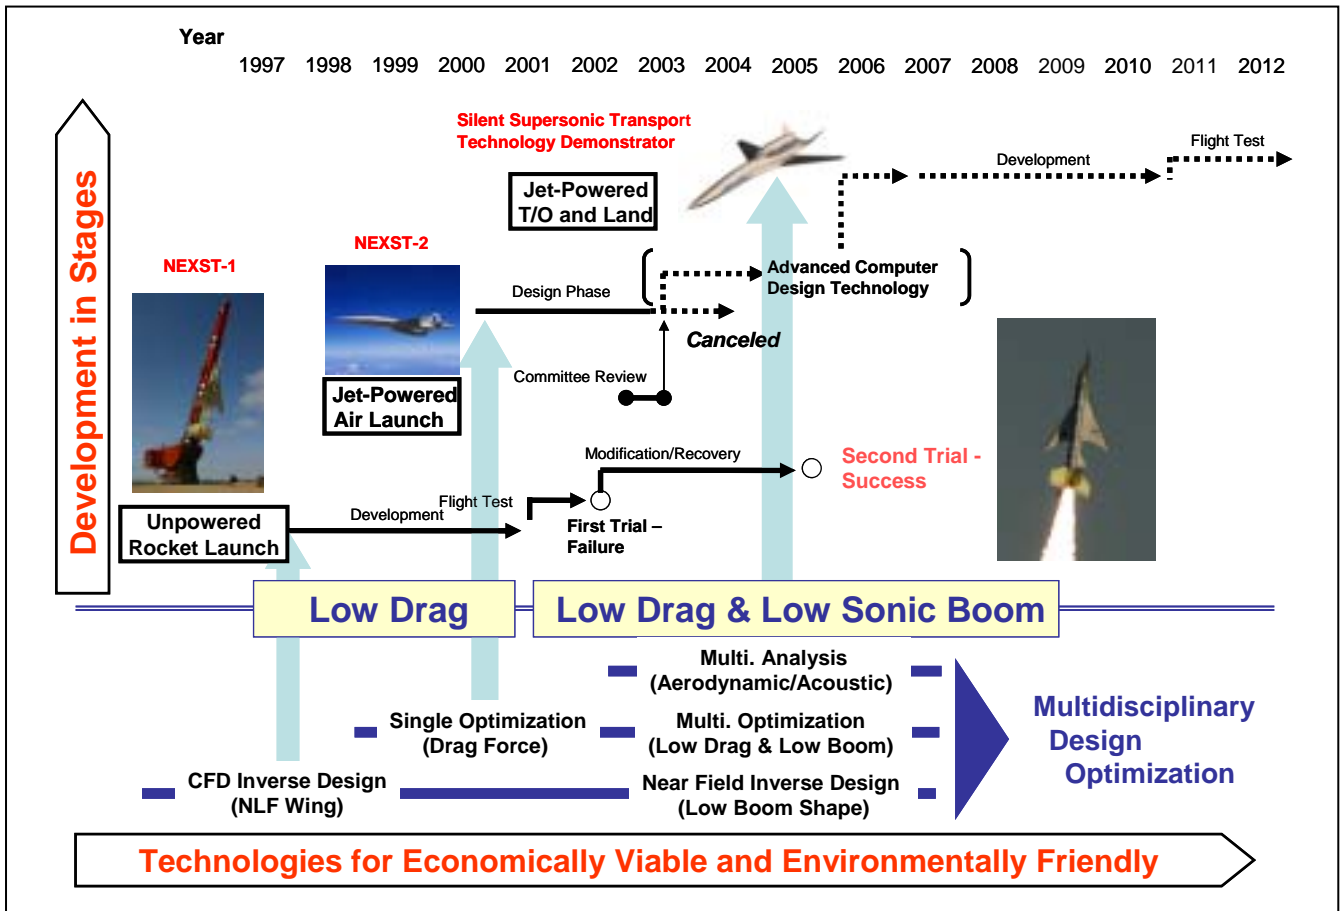 Year
1997 1998 1999 2000 2001 2002 2003 2004 2005 2006 2007 2008 2009 2010 2011 2012
Development in Stages
Silent Supersonic Transport
Technology Demonstrator
Jet-Powered
T/O and Land
Development
Flight Test
NEXST-1
NEXST-2
Design Phase
Advanced Computer
Design Technology
Canceled
Jet-Powered
Air Launch
Committee Review
Modification/Recovery
Second Trial -
Success
Unpowered
Rocket Launch
Development
Flight Test
First Trial –
Failure
Low Drag
Low Drag & Low Sonic Boom
Multi. Analysis
(Aerodynamic/Acoustic)
Single Optimization
(Drag Force)
Multi. Optimization
(Low Drag & Low Boom)
CFD Inverse Design
(NLF Wing)
Near Field Inverse Design
(Low Boom Shape)
Multidisciplinary
Design
Optimization
Technologies for Economically Viable and Environmentally Friendly